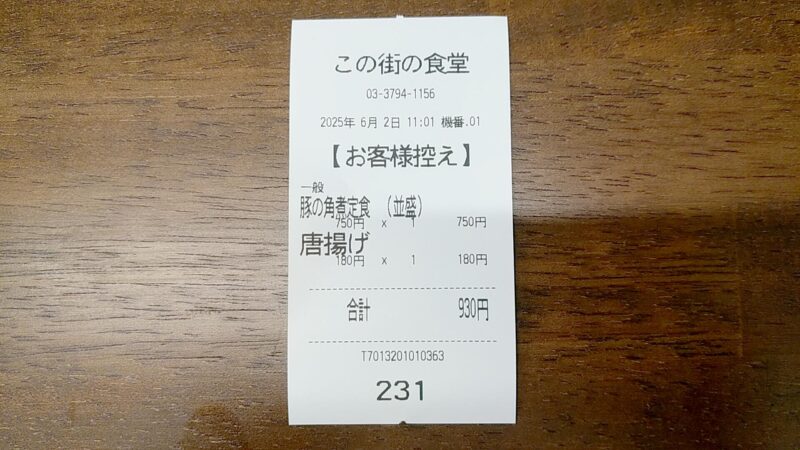 この街の食堂
03-3794-1156
2025年 6月 2日 11:01 機番.01
【お客様控え】
一般
豚の角煮定食 (並盛)
750円 x 1 750円
唐揚げ
180円 x 1 180円
合計 930円
T7013201010363
231